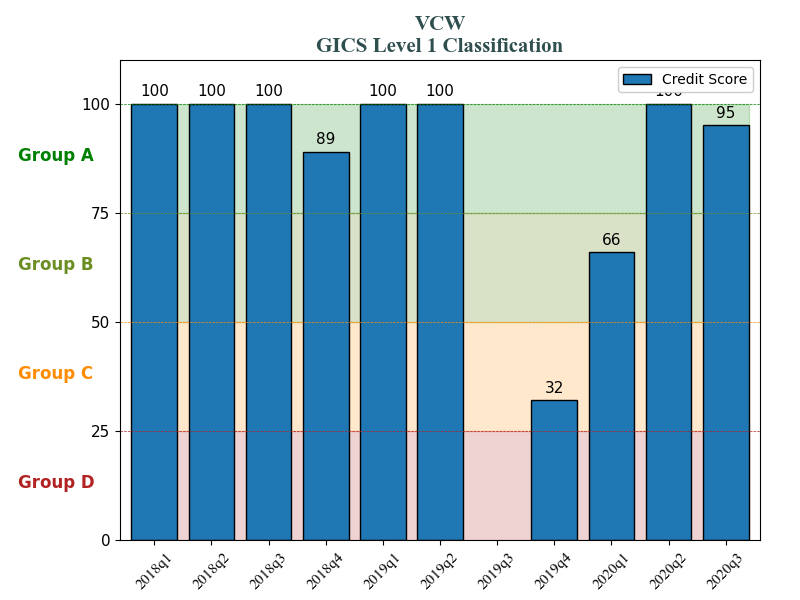 VCW
GICS Level 1 Classification
Credit Score
100 100 100 89 100 100 32 66 100 95
100
Group A
75
Group B
50
Group C
25
Group D
0
2018q1 2018q2 2018q3 2018q4 2019q1 2019q2 2019q3 2019q4 2020q1 2020q2 2020q3